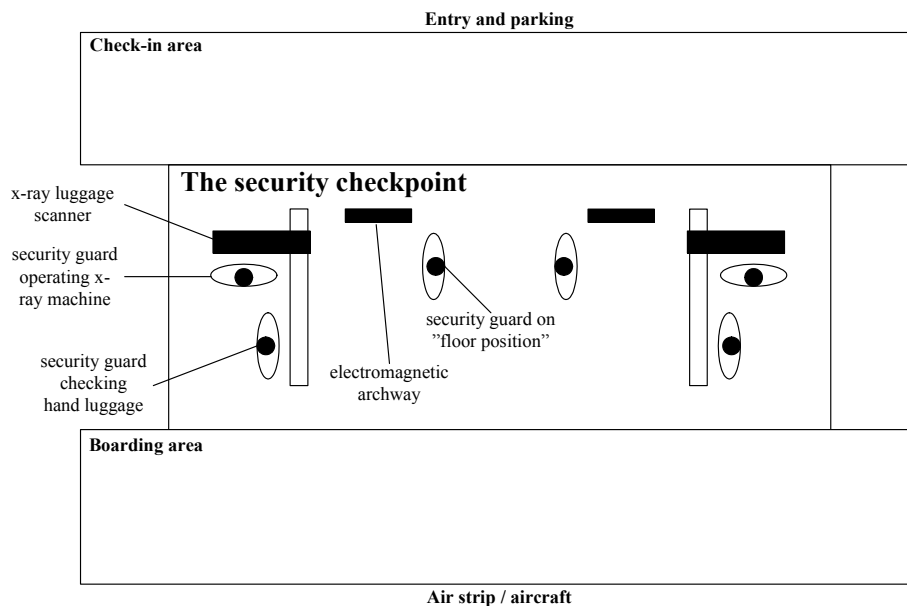 Entry and parking
Check-in area
The security checkpoint
x-ray luggage
scanner
security guard
operating x-
ray machine
security guard
checking
hand luggage
security guard on
”floor position”
electromagnetic
archway
Boarding area
Air strip / aircraft